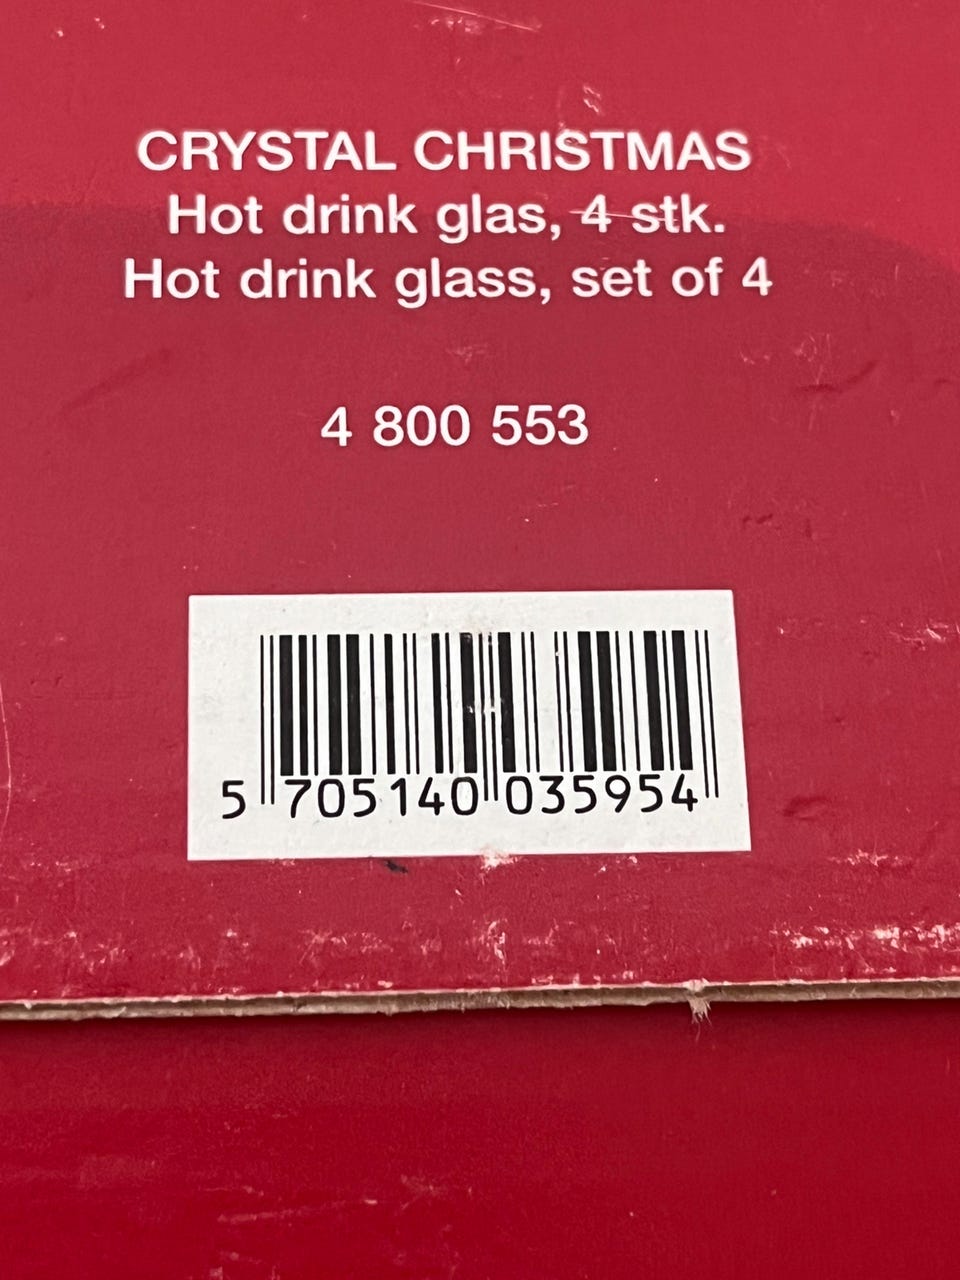 CRYSTAL CHRISTMAS
Hot drink glas, 4 stk.
Hot drink glass, set of 4
4 800 553
5 705140 035954